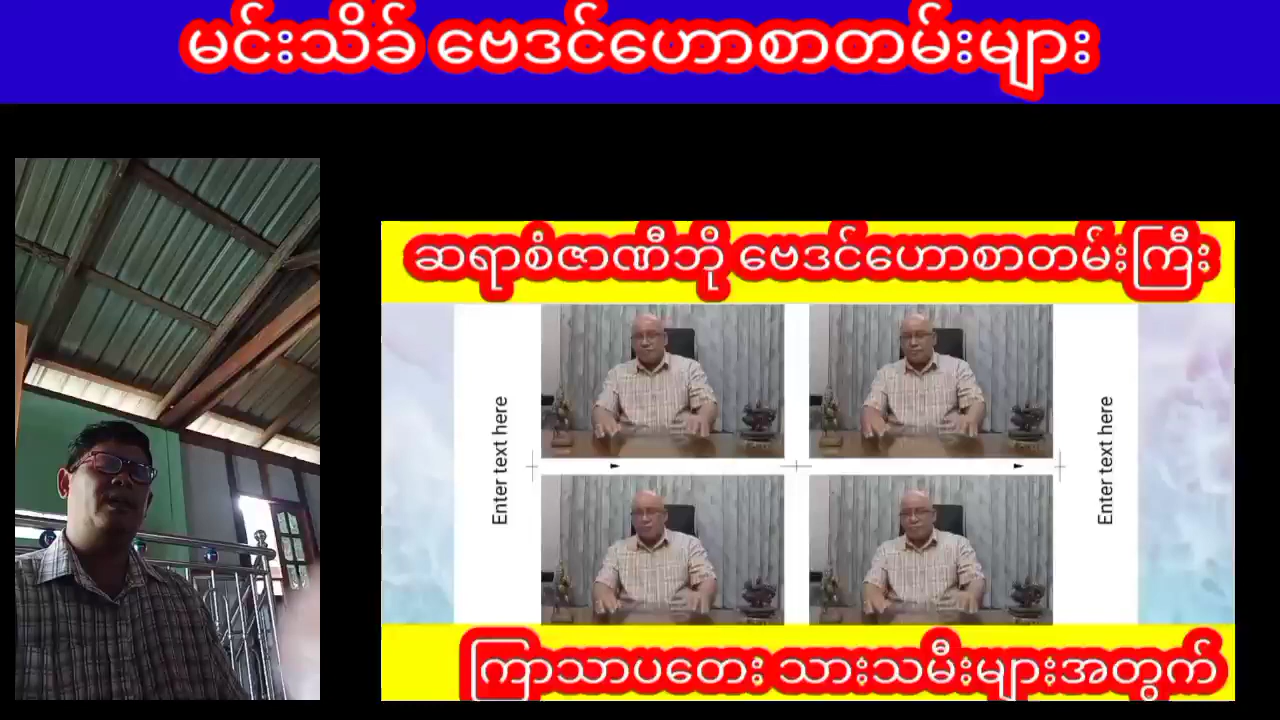 မင်းသိခ် ဗေဒင်ဟောစာတမ်းများ
ဆရာစံဇာဏီဘို ဗေဒင်ဟောစာတမ်းကြီး
Enter text here
Enter text here
ကြာသာပတေး သားသမီးများအတွက်